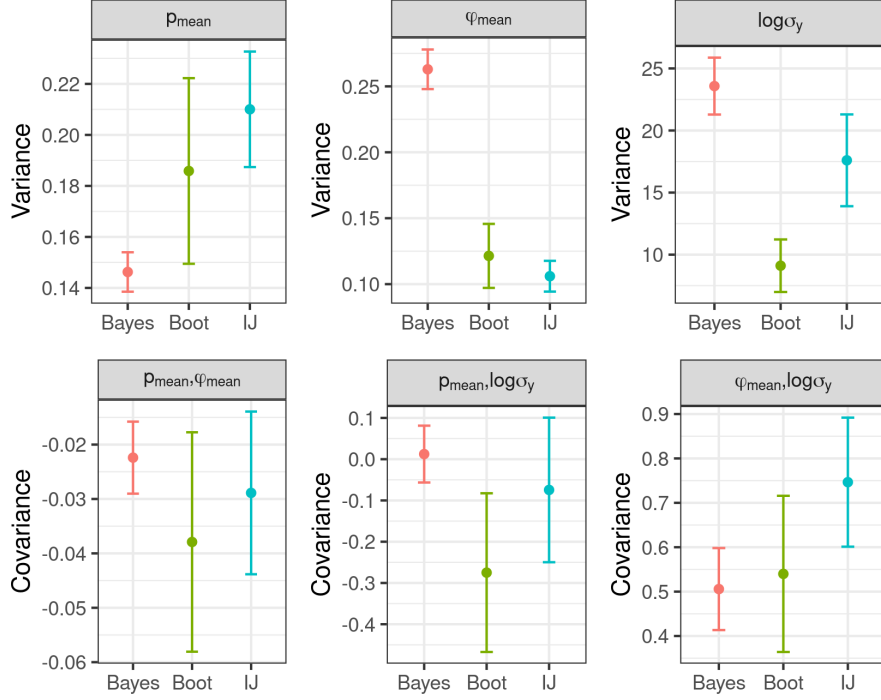 p_mean
φ_mean
logσ_y
Variance
0.22
0.20
0.18
0.16
0.14
Bayes Boot IJ
Variance
0.25
0.20
0.15
0.10
Bayes Boot IJ
Variance
25
20
15
10
Bayes Boot IJ
p_mean,φ_mean
p_mean,logσ_y
φ_mean,logσ_y
Covariance
-0.02
-0.03
-0.04
-0.05
-0.06
Bayes Boot IJ
Covariance
0.1
0.0
-0.1
-0.2
-0.3
-0.4
Bayes Boot IJ
Covariance
0.9
0.8
0.7
0.6
0.5
0.4
Bayes Boot IJ